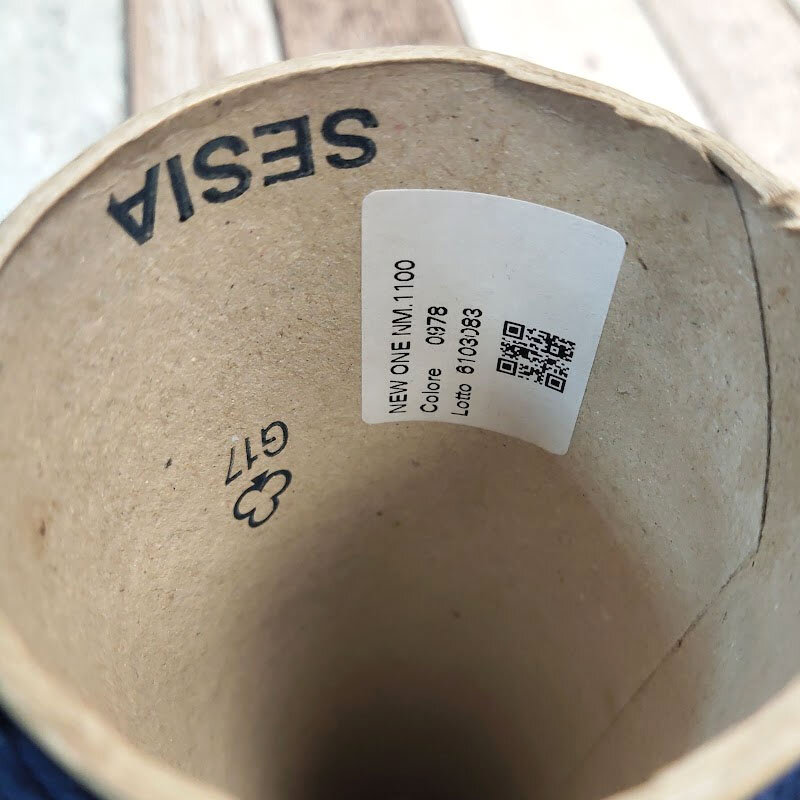 SESIA
NEW ONE NM.1100
Colore 0978
Lotto 6103083
G17